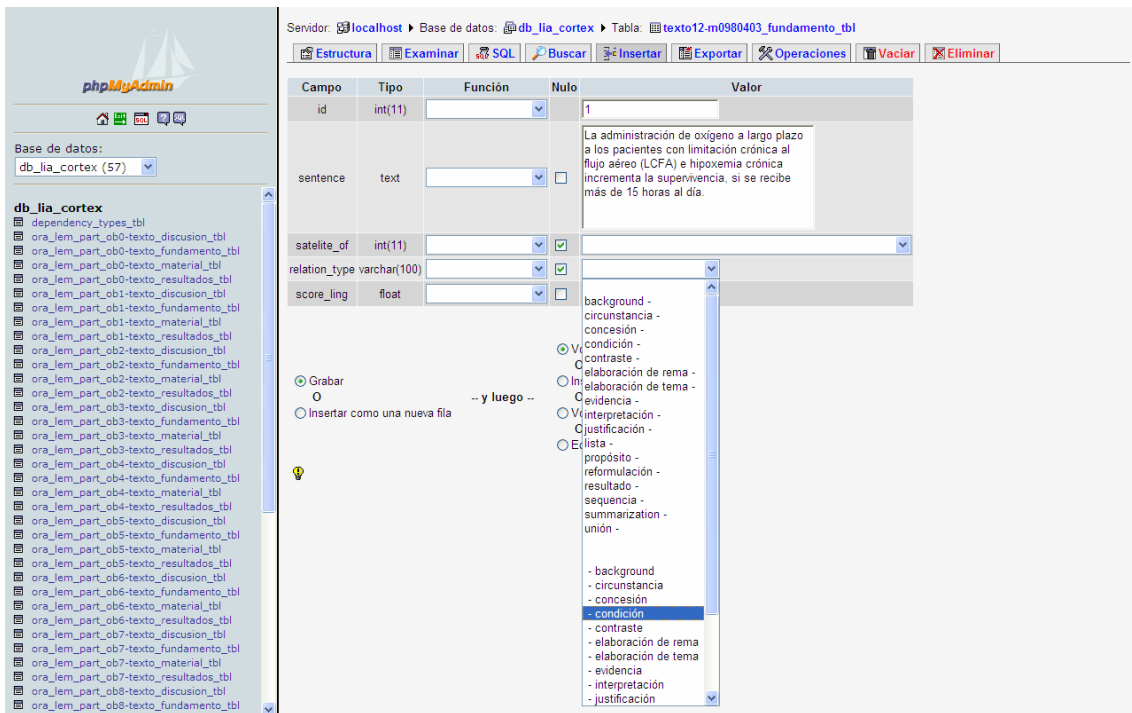 Servidor: localhost ▸ Base de datos: db_lia_cortex ▸ Tabla: texto12-m0980403_fundamento_tbl
Estructura Examinar SQL Buscar Insertar Exportar Operaciones Vaciar Eliminar
phpMyAdmin
SQL
Base de datos:
db_lia_cortex (57)
db_lia_cortex
dependency_types_tbl
ora_lem_part_ob0-texto_discusion_tbl
ora_lem_part_ob0-texto_fundamento_tbl
ora_lem_part_ob0-texto_material_tbl
ora_lem_part_ob0-texto_resultados_tbl
ora_lem_part_ob1-texto_discusion_tbl
ora_lem_part_ob1-texto_fundamento_tbl
ora_lem_part_ob1-texto_material_tbl
ora_lem_part_ob1-texto_resultados_tbl
ora_lem_part_ob2-texto_discusion_tbl
ora_lem_part_ob2-texto_fundamento_tbl
ora_lem_part_ob2-texto_material_tbl
ora_lem_part_ob2-texto_resultados_tbl
ora_lem_part_ob3-texto_discusion_tbl
ora_lem_part_ob3-texto_fundamento_tbl
ora_lem_part_ob3-texto_material_tbl
ora_lem_part_ob3-texto_resultados_tbl
ora_lem_part_ob4-texto_discusion_tbl
ora_lem_part_ob4-texto_fundamento_tbl
ora_lem_part_ob4-texto_material_tbl
ora_lem_part_ob4-texto_resultados_tbl
ora_lem_part_ob5-texto_discusion_tbl
ora_lem_part_ob5-texto_fundamento_tbl
ora_lem_part_ob5-texto_material_tbl
ora_lem_part_ob5-texto_resultados_tbl
ora_lem_part_ob6-texto_discusion_tbl
ora_lem_part_ob6-texto_fundamento_tbl
ora_lem_part_ob6-texto_material_tbl
ora_lem_part_ob6-texto_resultados_tbl
ora_lem_part_ob7-texto_discusion_tbl
ora_lem_part_ob7-texto_fundamento_tbl
ora_lem_part_ob7-texto_material_tbl
ora_lem_part_ob7-texto_resultados_tbl
ora_lem_part_ob8-texto_discusion_tbl
ora_lem_part_ob8-texto_fundamento_tbl
Campo Tipo Función Nulo Valor
id int(11) 1
sentence text
La administración de oxígeno a largo plazo
a los pacientes con limitación crónica al
flujo aéreo (LCFA) e hipoxemia crónica
incrementa la supervivencia, si se recibe
más de 15 horas al día.
satelite_of int(11)
relation_type varchar(100)
score_ling float
Grabar
O
Insertar como una nueva fila
-- y luego --
background -
circunstancia -
concesión -
condición -
contraste -
elaboración de rema -
elaboración de tema -
evidencia -
interpretación -
justificación -
lista -
propósito -
reformulación -
resultado -
sequencia -
summarization -
unión -
- background
- circunstancia
- concesión
- condición
- contraste
- elaboración de rema
- elaboración de tema
- evidencia
- interpretación
- justificación